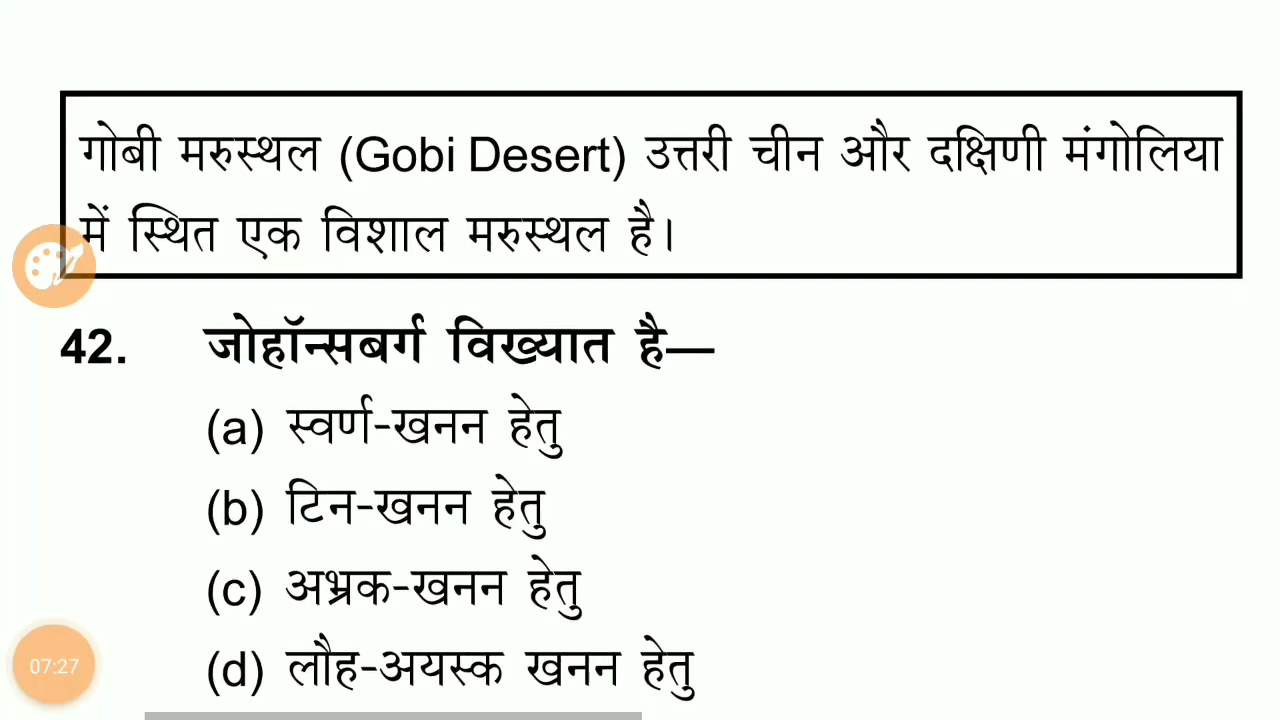 गोबी मरुस्थल (Gobi Desert) उत्तरी चीन और दक्षिणी मंगोलिया
में स्थित एक विशाल मरुस्थल है।
42. जोहॉन्सबर्ग विख्यात है—
(a) स्वर्ण-खनन हेतु
(b) टिन-खनन हेतु
(c) अभ्रक-खनन हेतु
(d) लौह-अयस्क खनन हेतु
07:27